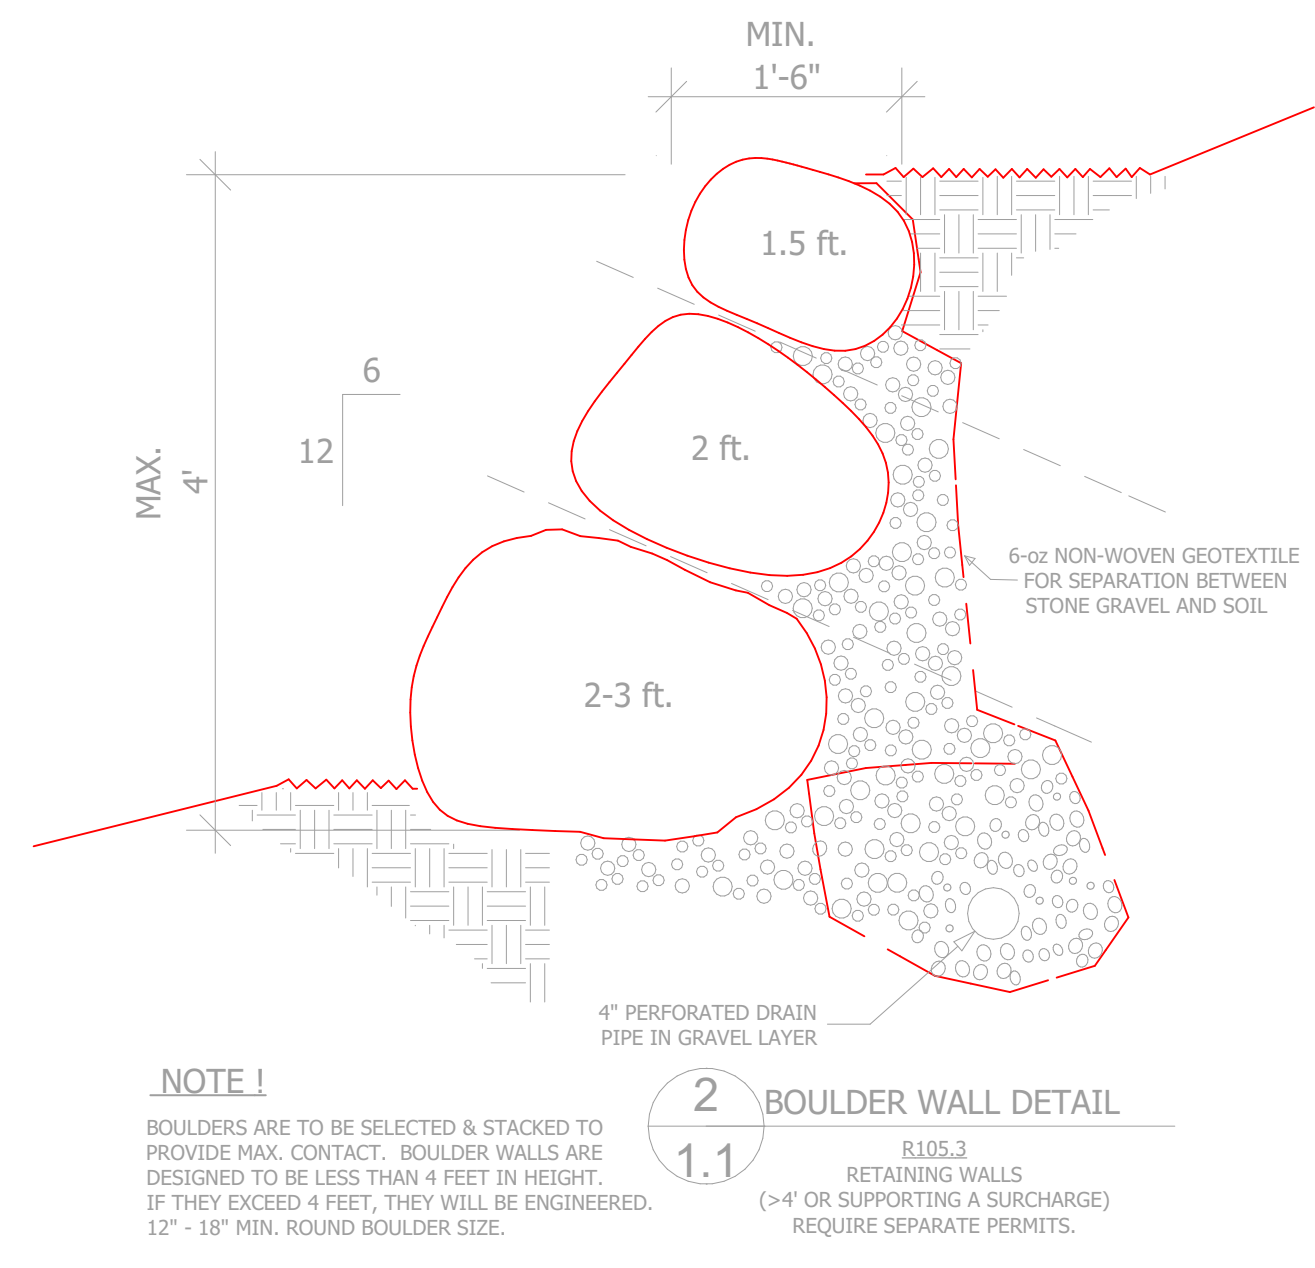 MIN.
1'-6"
1.5 ft.
6
12
2 ft.
MAX.
4'
6-oz NON-WOVEN GEOTEXTILE
FOR SEPARATION BETWEEN
STONE GRAVEL AND SOIL
2-3 ft.
4" PERFORATED DRAIN
PIPE IN GRAVEL LAYER
NOTE !
BOULDERS ARE TO BE SELECTED & STACKED TO
PROVIDE MAX. CONTACT. BOULDER WALLS ARE
DESIGNED TO BE LESS THAN 4 FEET IN HEIGHT.
IF THEY EXCEED 4 FEET, THEY WILL BE ENGINEERED.
12" - 18" MIN. ROUND BOULDER SIZE.
2
1.1
BOULDER WALL DETAIL
R105.3
RETAINING WALLS
(>4' OR SUPPORTING A SURCHARGE)
REQUIRE SEPARATE PERMITS.